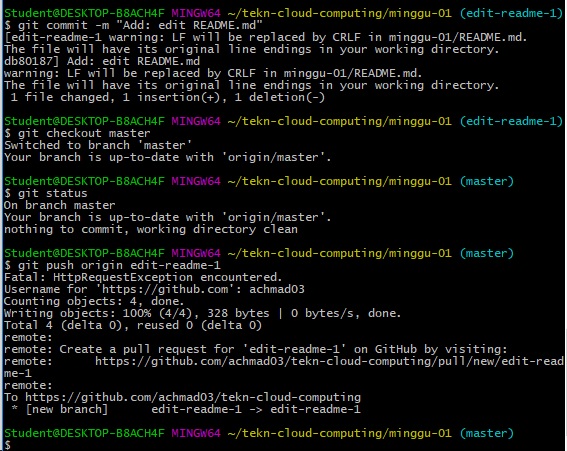 Student@DESKTOP-B8ACH4F MINGW64 ~/tekn-cloud-computing/minggu-01 (edit-readme-1)
$ git commit -m "Add: edit README.md"
[edit-readme-1 warning: LF will be replaced by CRLF in minggu-01/README.md.
The file will have its original line endings in your working directory.
db80187] Add: edit README.md
warning: LF will be replaced by CRLF in minggu-01/README.md.
The file will have its original line endings in your working directory.
 1 file changed, 1 insertion(+), 1 deletion(-)
Student@DESKTOP-B8ACH4F MINGW64 ~/tekn-cloud-computing/minggu-01 (edit-readme-1)
$ git checkout master
Switched to branch 'master'
Your branch is up-to-date with 'origin/master'.
Student@DESKTOP-B8ACH4F MINGW64 ~/tekn-cloud-computing/minggu-01 (master)
$ git status
On branch master
Your branch is up-to-date with 'origin/master'.
nothing to commit, working directory clean
Student@DESKTOP-B8ACH4F MINGW64 ~/tekn-cloud-computing/minggu-01 (master)
$ git push origin edit-readme-1
Fatal: HttpRequestException encountered.
Username for 'https://github.com': achmad03
Counting objects: 4, done.
Writing objects: 100% (4/4), 328 bytes | 0 bytes/s, done.
Total 4 (delta 0), reused 0 (delta 0)
remote:
remote: Create a pull request for 'edit-readme-1' on GitHub by visiting:
remote:      https://github.com/achmad03/tekn-cloud-computing/pull/new/edit-read
me-1
remote:
To https://github.com/achmad03/tekn-cloud-computing
 * [new branch]      edit-readme-1 -> edit-readme-1
Student@DESKTOP-B8ACH4F MINGW64 ~/tekn-cloud-computing/minggu-01 (master)
$